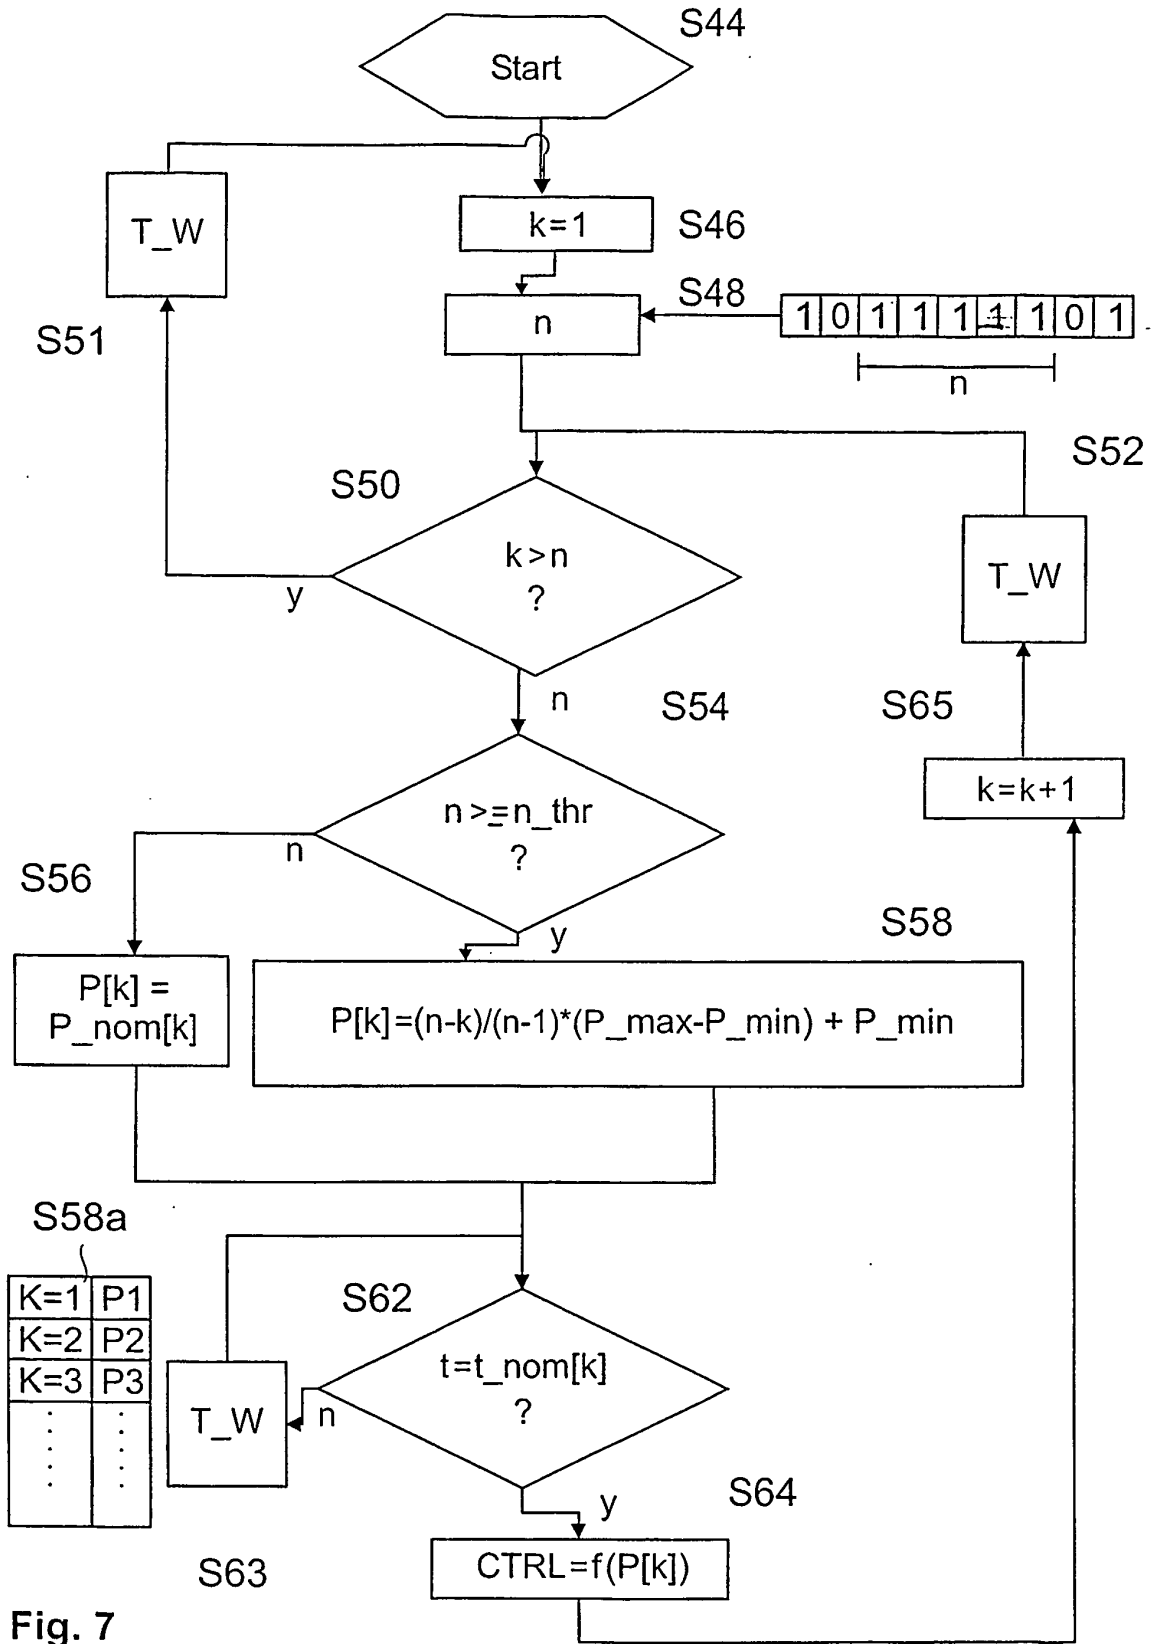 S44
Start
T_W
k=1
S46
S48
n
1 0 1 1 1 1 1 0 1
n
S51
S52
S50
k>n
?
y
T_W
n
S54
S65
n>=n_thr
?
k=k+1
n
S56
y
S58
P[k] =
P_nom[k]
P[k]=(n-k)/(n-1)*(P_max-P_min) + P_min
S58a
K=1 P1
K=2 P2
K=3 P3
S62
t=t_nom[k]
?
n
T_W
y
S64
S63
CTRL=f(P[k])
Fig. 7